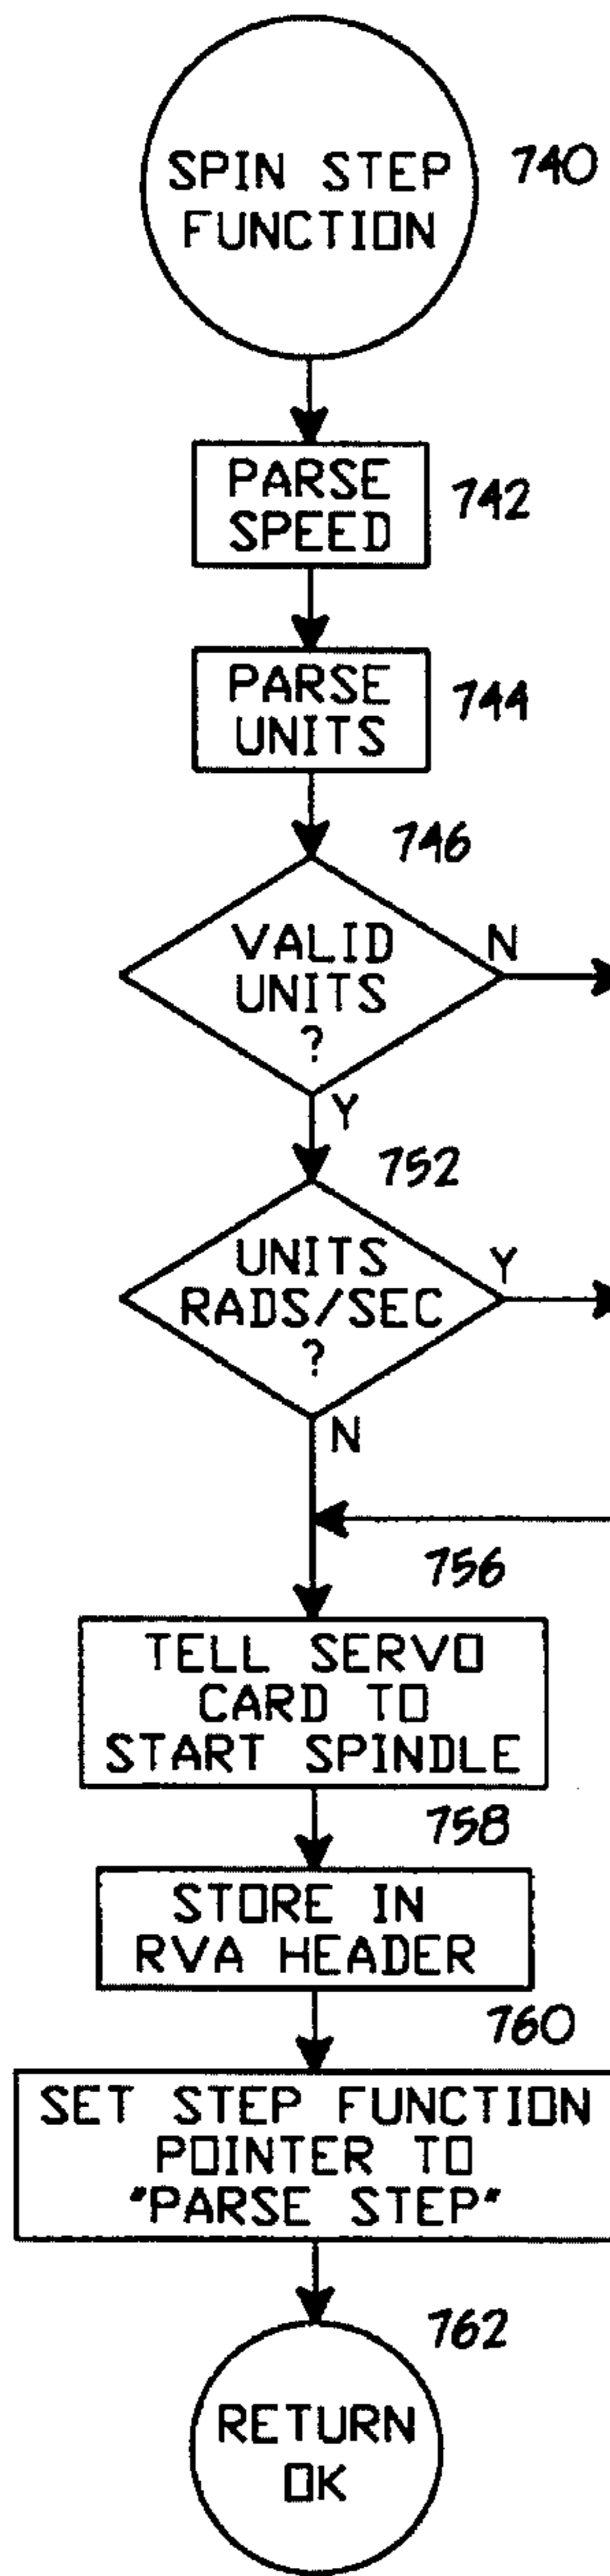 SPIN STEP
FUNCTION
740
PARSE
SPEED
742
PARSE
UNITS
744
746
VALID
UNITS
?
N
Y
752
UNITS
RADS/SEC
?
Y
N
756
TELL SERVO
CARD TO
START SPINDLE
758
STORE IN
RVA HEADER
760
SET STEP FUNCTION
POINTER TO
"PARSE STEP"
762
RETURN
OK